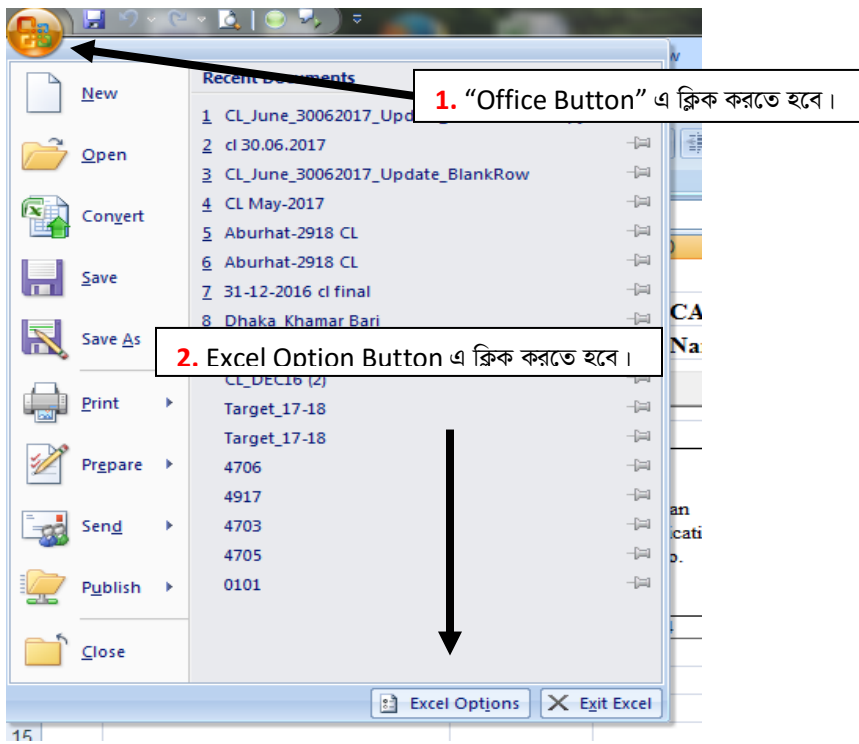 Recent Documents
1. “Office Button” এ ক্লিক করতে হবে।
New
1 CL_June_30062017_Upd
2 cl 30.06.2017
Open
3 CL_June_30062017_Update_BlankRow
4 CL May-2017
Convert
5 Aburhat-2918 CL
6 Aburhat-2918 CL
Save
7 31-12-2016 cl final
CA
8 Dhaka Khamar Bari
Save As
2. Excel Option Button এ ক্লিক করতে হবে।
CL_DEC16 (2)
Print
Target_17-18
Target_17-18
Prepare
4706
4917
an
Send
4703
cati
4705
o.
Publish
0101
Close
Excel Options
Exit Excel
15